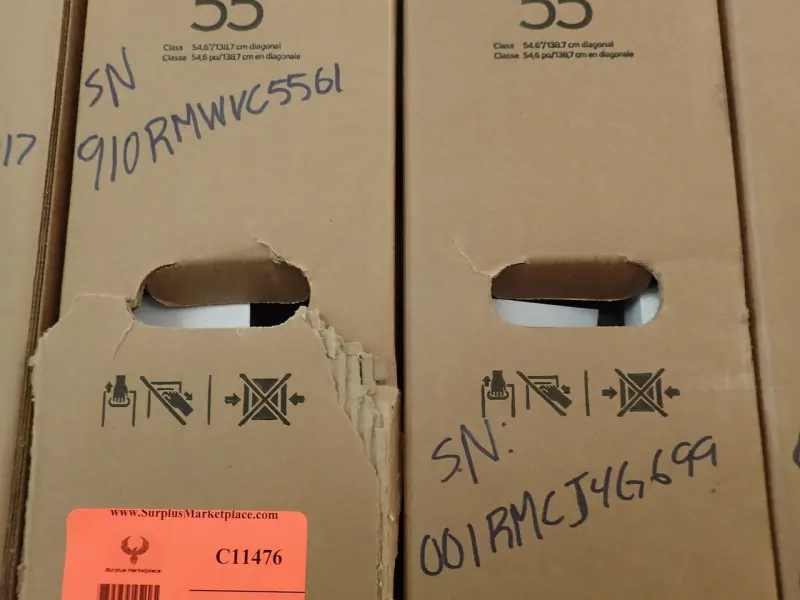 55
Class 54,6"/138,7 cm diagonal
Classe 54,6 po/138,7 cm en diagonale
SN
910RMWVC5561
17
www.SurplusMarketplace.com
Surplus Marketplace
C11476
55
Class 54,6"/138,7 cm diagonal
Classe 54,6 po/138,7 cm en diagonale
SN:
001RMCJ4G699